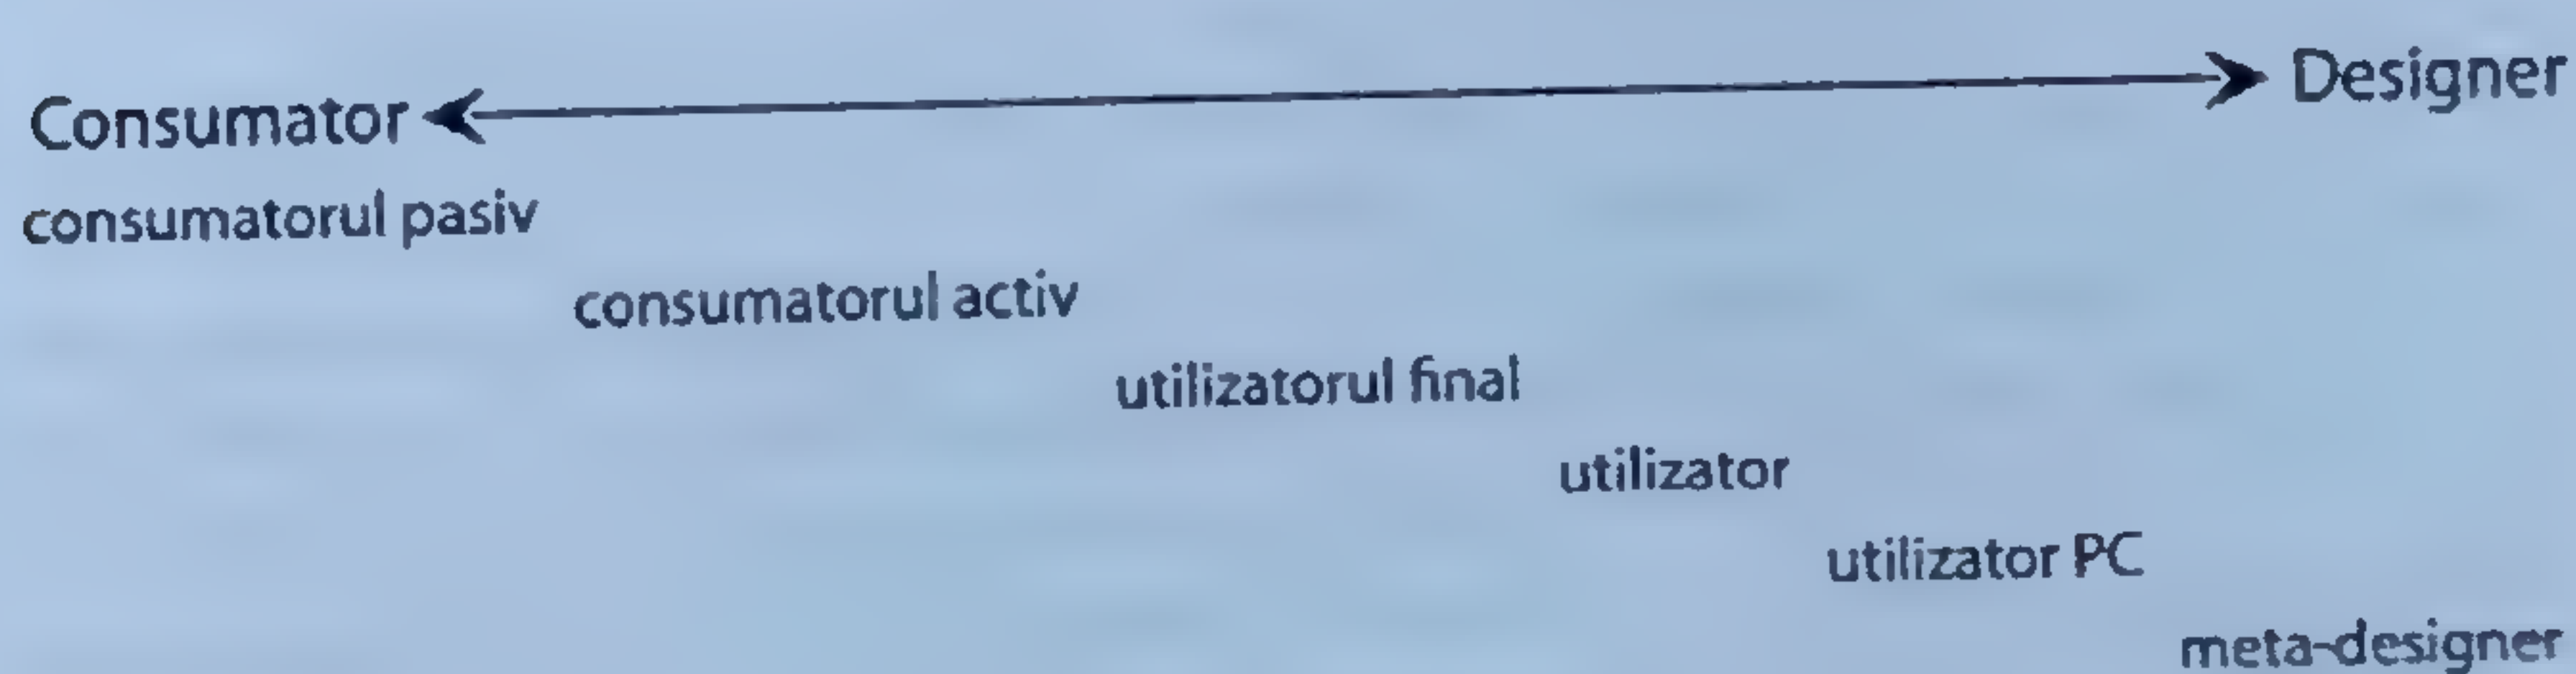 Consumator Designer
consumatorul pasiv
consumatorul activ
utilizatorul final
utilizator
utilizator PC
meta-designer